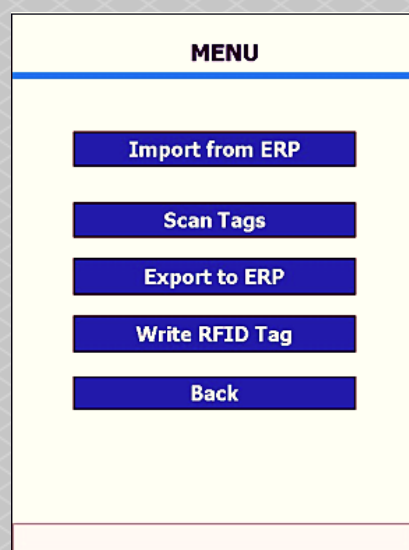 MENU
Import from ERP
Scan Tags
Export to ERP
Write RFID Tag
Back